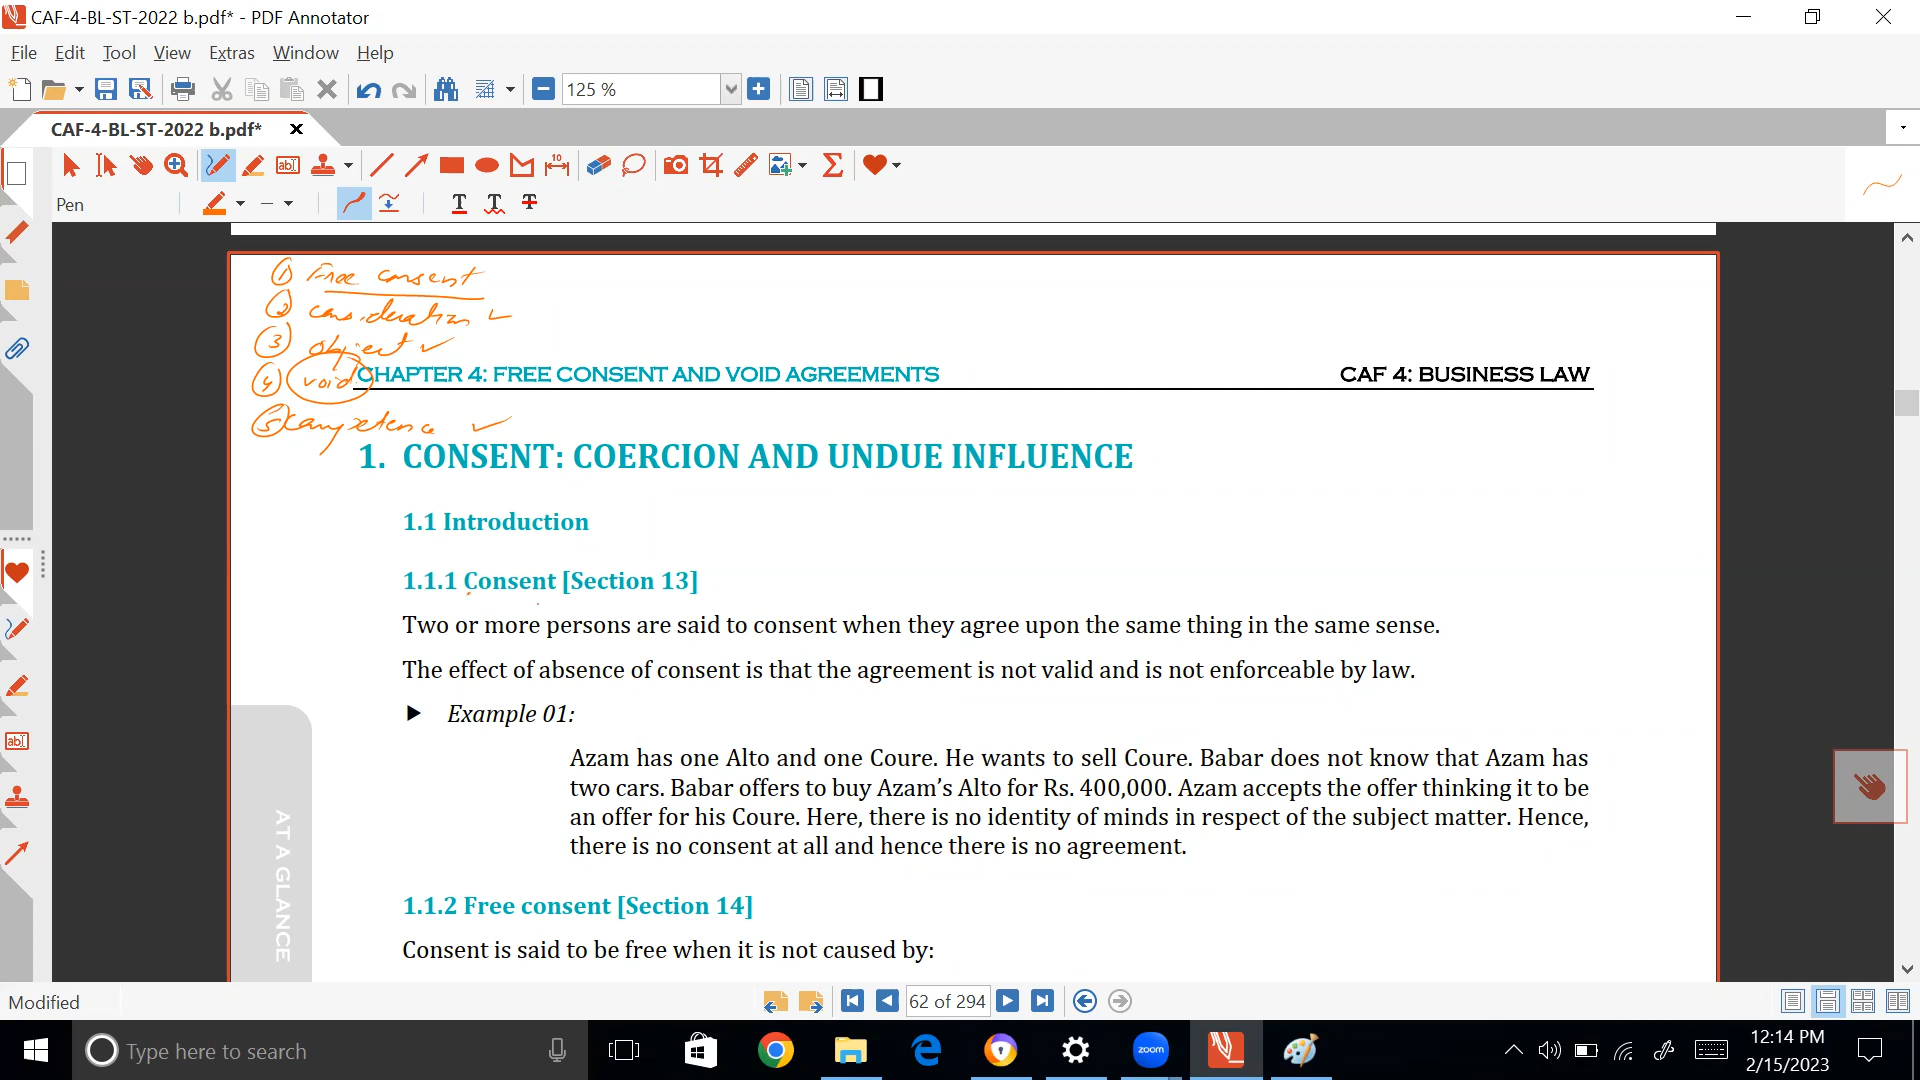 CAF-4-BL-ST-2022 b.pdf* - PDF Annotator
File Edit Tool View Extras Window Help
125 %
CAF-4-BL-ST-2022 b.pdf*
Pen
① Free consent
② consideration ✓
③ object ✓
④ void
CHAPTER 4: FREE CONSENT AND VOID AGREEMENTS CAF 4: BUSINESS LAW
⑤ competence ✓
1. CONSENT: COERCION AND UNDUE INFLUENCE
1.1 Introduction
1.1.1 Consent [Section 13]
Two or more persons are said to consent when they agree upon the same thing in the same sense.
The effect of absence of consent is that the agreement is not valid and is not enforceable by law.
Example 01:
Azam has one Alto and one Coure. He wants to sell Coure. Babar does not know that Azam has
two cars. Babar offers to buy Azam’s Alto for Rs. 400,000. Azam accepts the offer thinking it to be
an offer for his Coure. Here, there is no identity of minds in respect of the subject matter. Hence,
there is no consent at all and hence there is no agreement.
AT A GLANCE
1.1.2 Free consent [Section 14]
Consent is said to be free when it is not caused by:
Modified
62 of 294
Type here to search
zoom
12:14 PM
2/15/2023